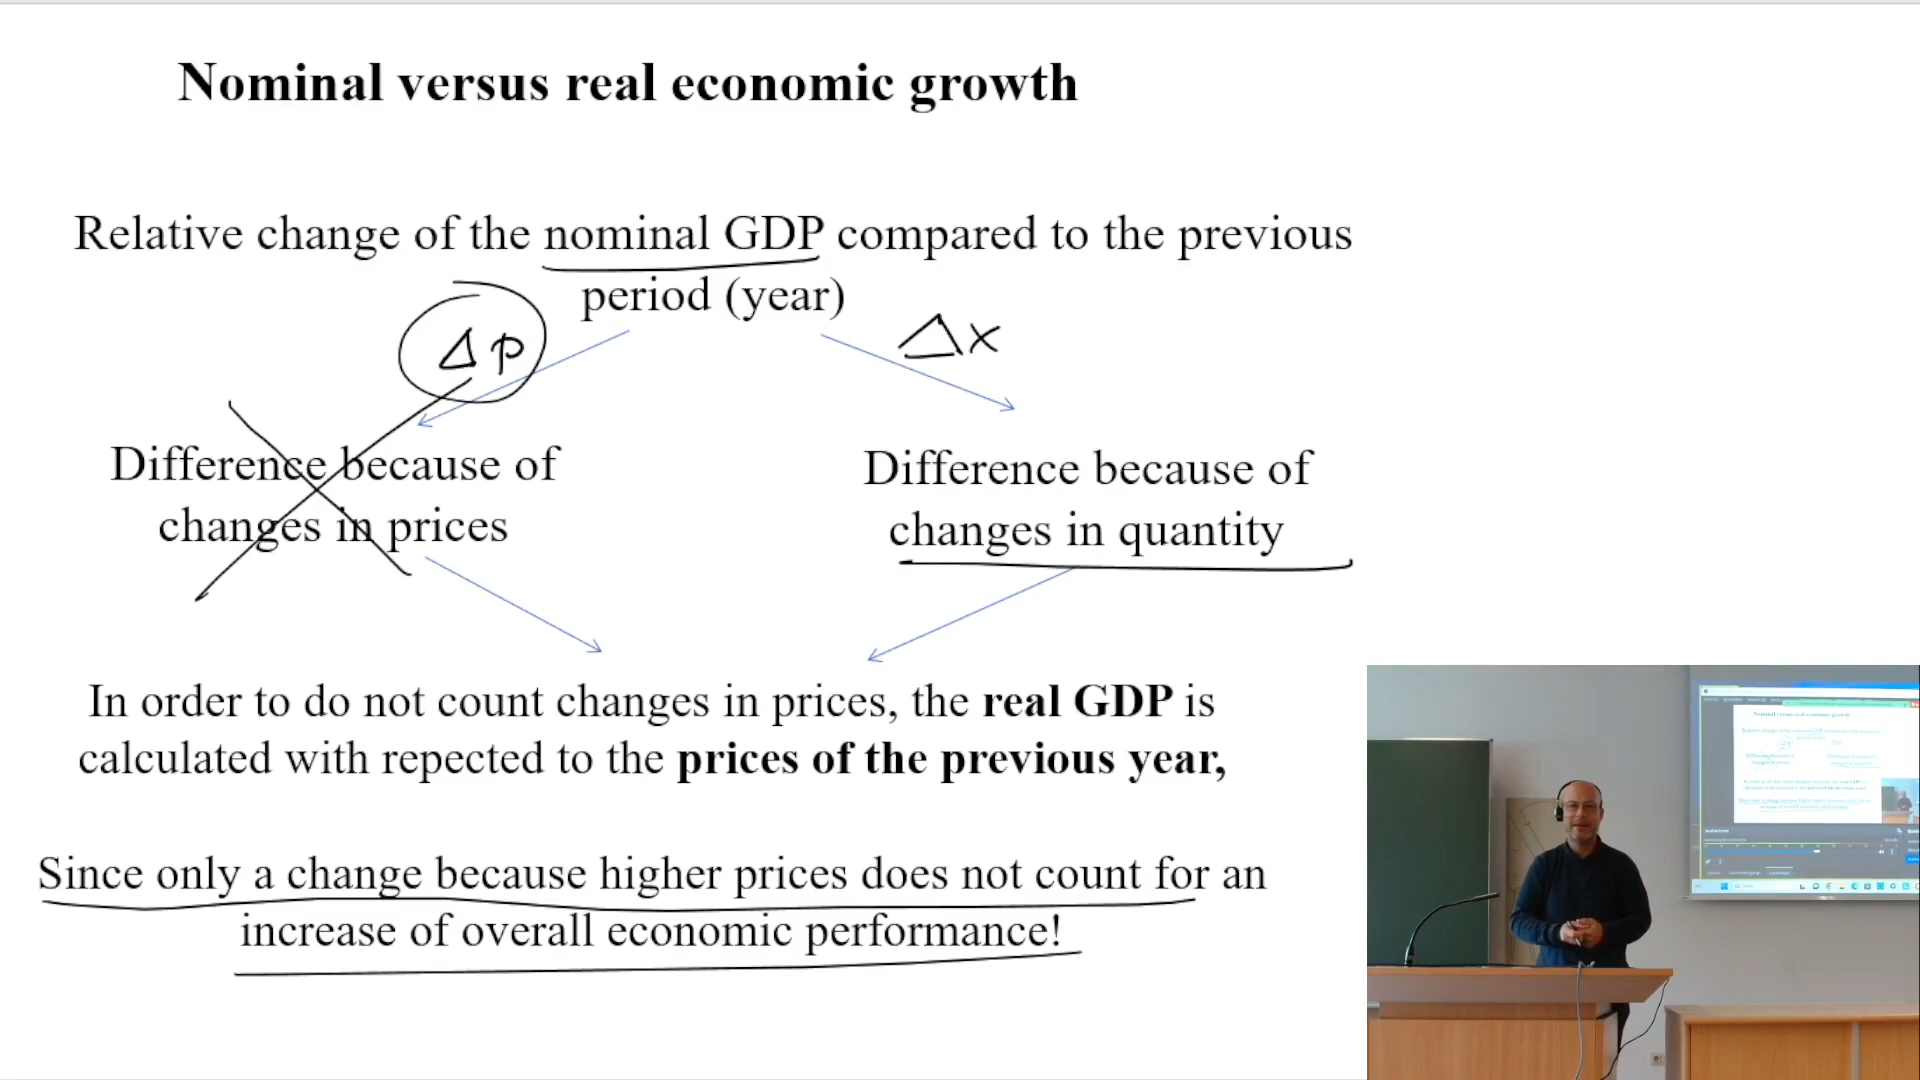 Nominal versus real economic growth
Relative change of the nominal GDP compared to the previous
period (year)
Δp
Δx
Difference because of
changes in prices
Difference because of
changes in quantity
In order to do not count changes in prices, the real GDP is
calculated with repected to the prices of the previous year,
Since only a change because higher prices does not count for an
increase of overall economic performance!